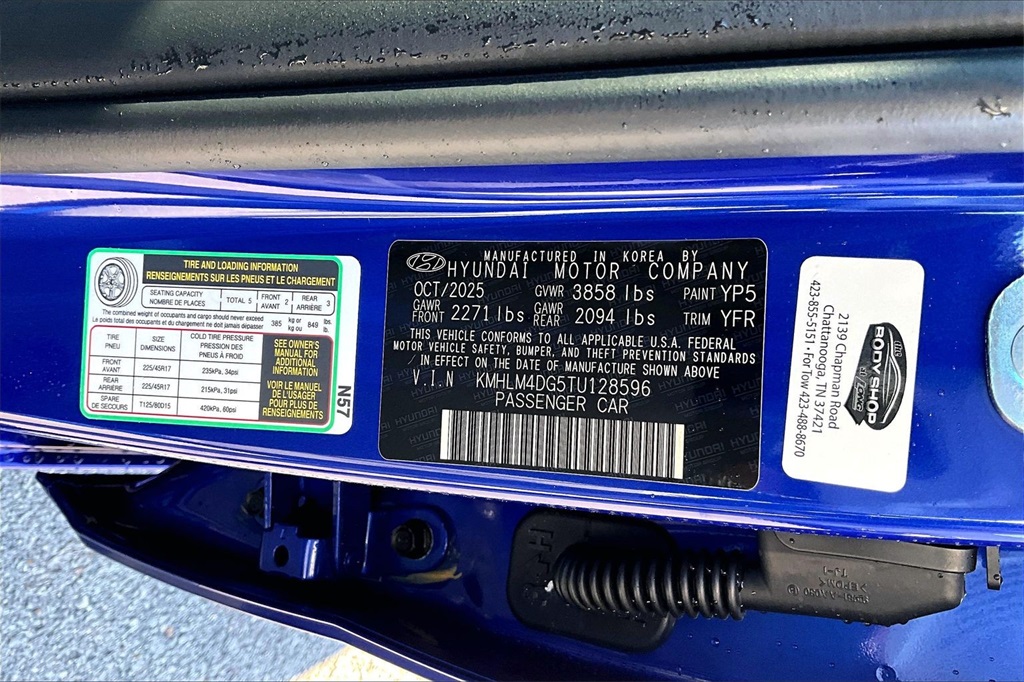 TIRE AND LOADING INFORMATION
RENSEIGNEMENTS SUR LES PNEUS ET LE CHARGEMENT
SEATING CAPACITY
NOMBRE DE PLACES
TOTAL 5
FRONT
AVANT 2
REAR
ARRIÈRE 3
The combined weight of occupants and cargo should never exceed
Le poids total des occupants et du chargement ne doit jamais dépasser
385 kg or
kg ou 849 lbs.
lb.
TIRE
PNEU
SIZE
DIMENSIONS
COLD TIRE PRESSURE
PRESSION DES
PNEUS À FROID
FRONT
AVANT
225/45R17
235kPa, 34psi
REAR
ARRIÈRE
225/45R17
215kPa, 31psi
SPARE
DE SECOURS
T125/80D15
420kPa, 60psi
SEE OWNER'S
MANUAL FOR
ADDITIONAL
INFORMATION
VOIR LE MANUEL
DE L'USAGER
POUR PLUS DE
RENSEIGNEMENTS
N57
MANUFACTURED IN KOREA BY
HYUNDAI MOTOR COMPANY
OCT/2025 GVWR 3858 lbs PAINT YP5
GAWR
FRONT 2271 lbs GAWR
REAR 2094 lbs TRIM YFR
THIS VEHICLE CONFORMS TO ALL APPLICABLE U.S.A. FEDERAL
MOTOR VEHICLE SAFETY, BUMPER, AND THEFT PREVENTION STANDARDS
IN EFFECT ON THE DATE OF MANUFACTURE SHOWN ABOVE
V.I.N KMHLM4DG5TU128596
PASSENGER CAR
BODY SHOP
2139 Chapman Road
Chattanooga, TN 37421
423-855-5151 • For Tow 423-488-8670
>EPDM<